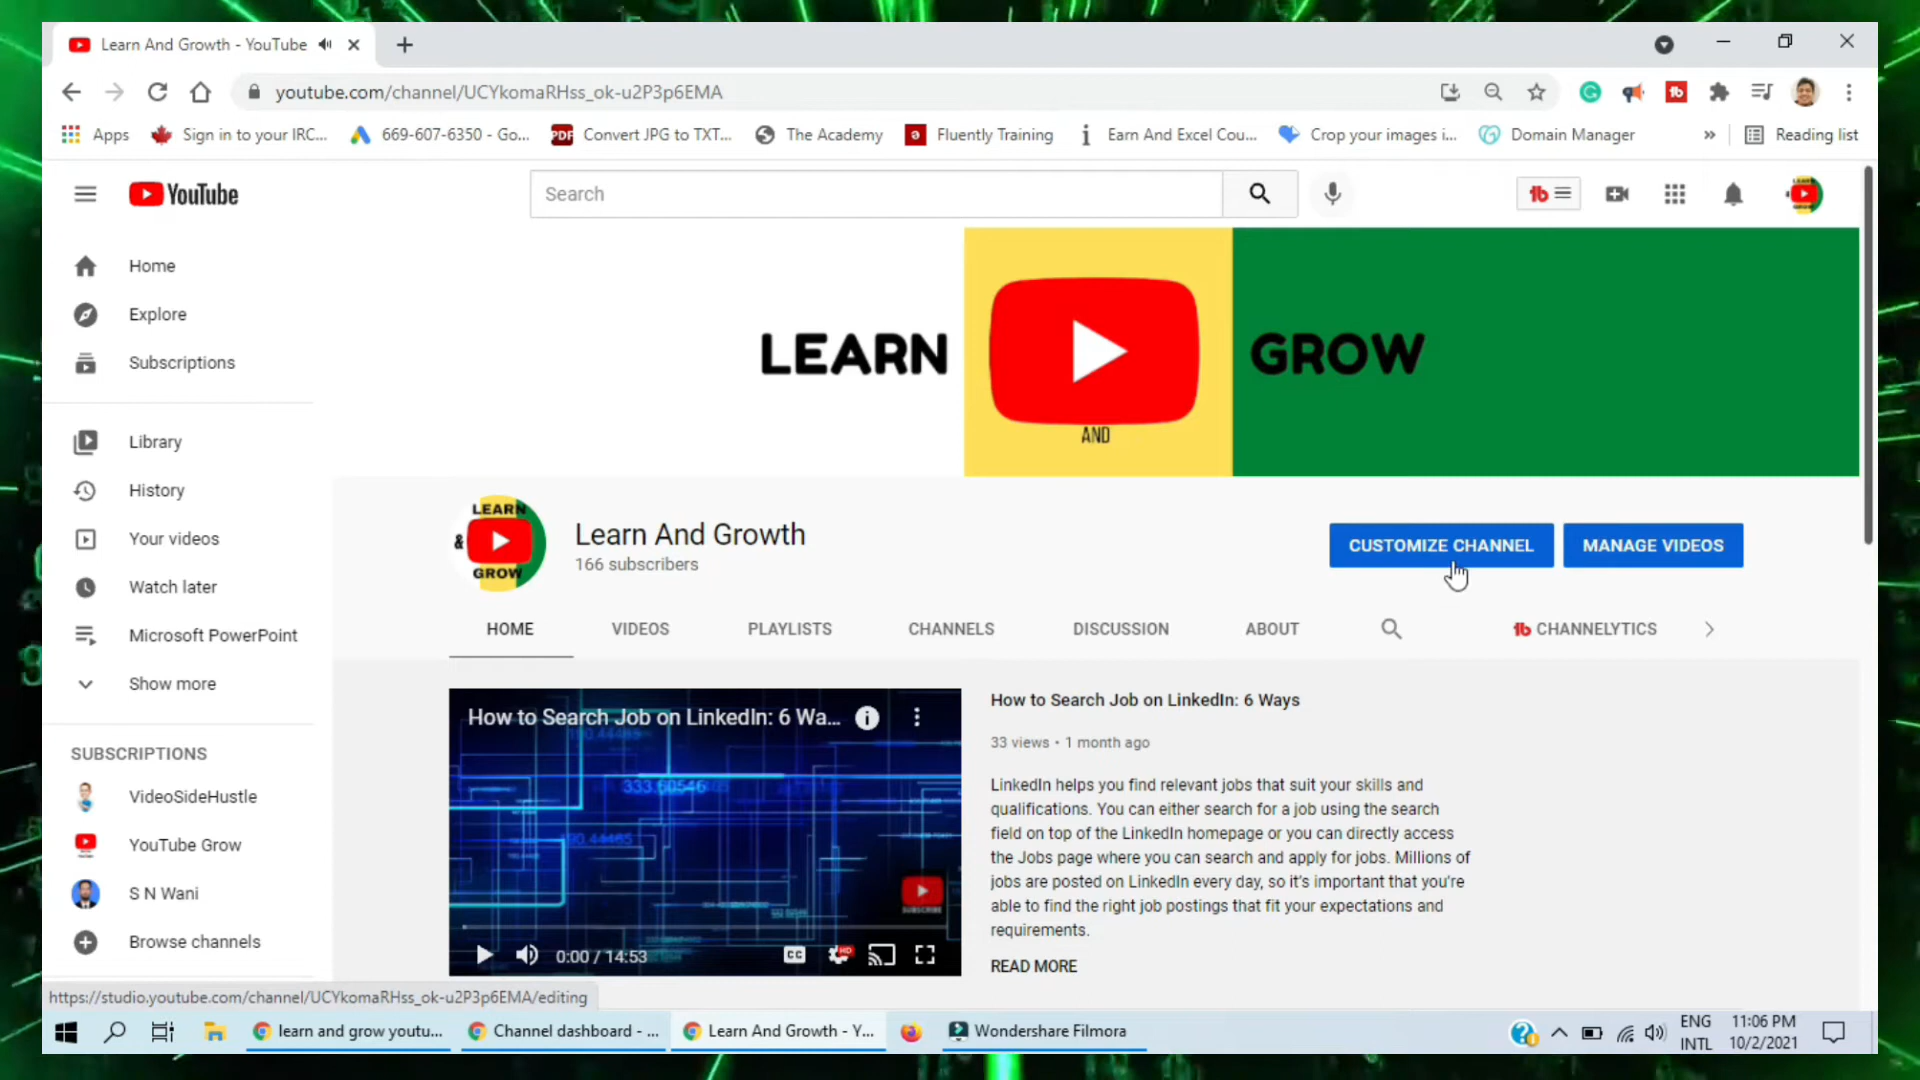 Learn And Growth - YouTube
youtube.com/channel/UCYkomaRHss_ok-u2P3p6EMA
Apps
Sign in to your IRC...
669-607-6350 - Go...
PDF
Convert JPG to TXT...
The Academy
Fluently Training
Earn And Excel Cou...
Crop your images i...
Domain Manager
»
Reading list
YouTube
Search
Home
Explore
Subscriptions
Library
History
Your videos
Watch later
Microsoft PowerPoint
Show more
SUBSCRIPTIONS
VideoSideHustle
YouTube Grow
S N Wani
Browse channels
LEARN
AND
GROW
LEARN
&
GROW
Learn And Growth
166 subscribers
CUSTOMIZE CHANNEL
MANAGE VIDEOS
HOME
VIDEOS
PLAYLISTS
CHANNELS
DISCUSSION
ABOUT
CHANNELYTICS
How to Search Job on LinkedIn: 6 Wa...
333.60546
190.44465
SUBSCRIBE
0:00 / 14:53
CC
HD
How to Search Job on LinkedIn: 6 Ways
33 views • 1 month ago
LinkedIn helps you find relevant jobs that suit your skills and
qualifications. You can either search for a job using the search
field on top of the LinkedIn homepage or you can directly access
the Jobs page where you can search and apply for jobs. Millions of
jobs are posted on LinkedIn every day, so it's important that you're
able to find the right job postings that fit your expectations and
requirements.
READ MORE
https://studio.youtube.com/channel/UCYkomaRHss_ok-u2P3p6EMA/editing
learn and grow youtu...
Channel dashboard - ...
Learn And Growth - Y...
Wondershare Filmora
ENG
INTL
11:06 PM
10/2/2021